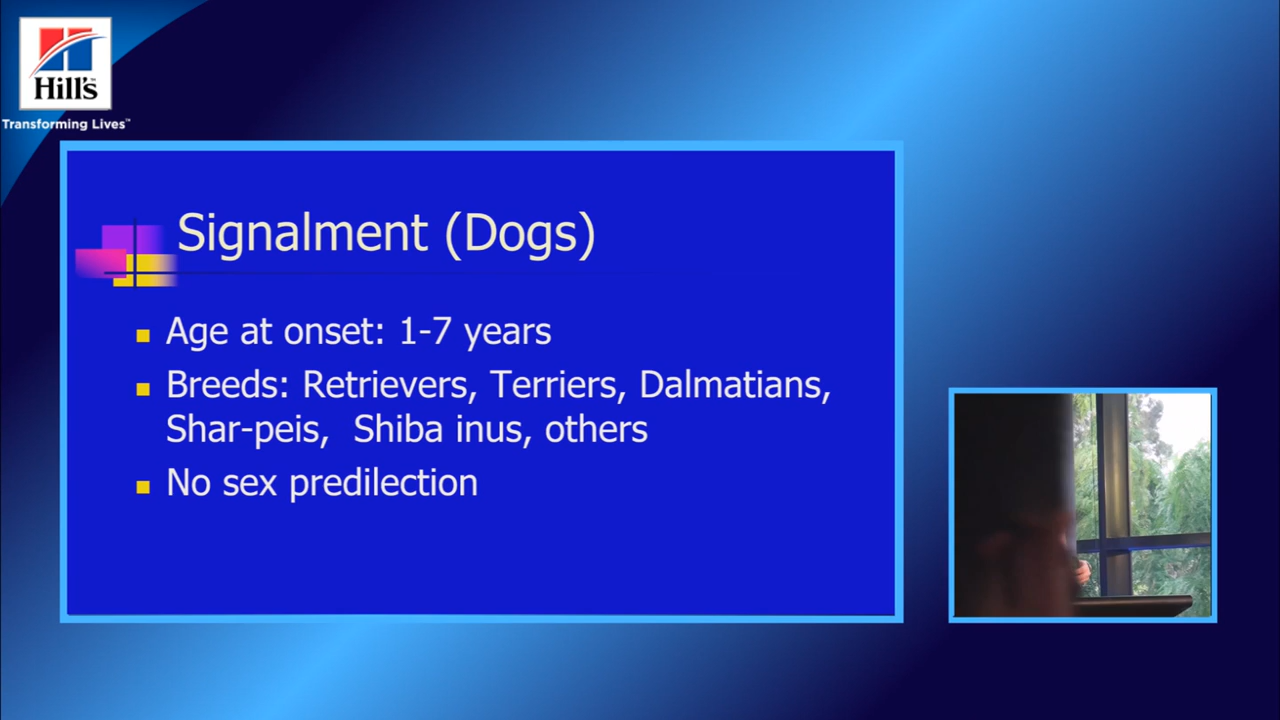 Hill's
Transforming Lives™
Signalment (Dogs)
Age at onset: 1-7 years
Breeds: Retrievers, Terriers, Dalmatians,
Shar-peis, Shiba inus, others
No sex predilection